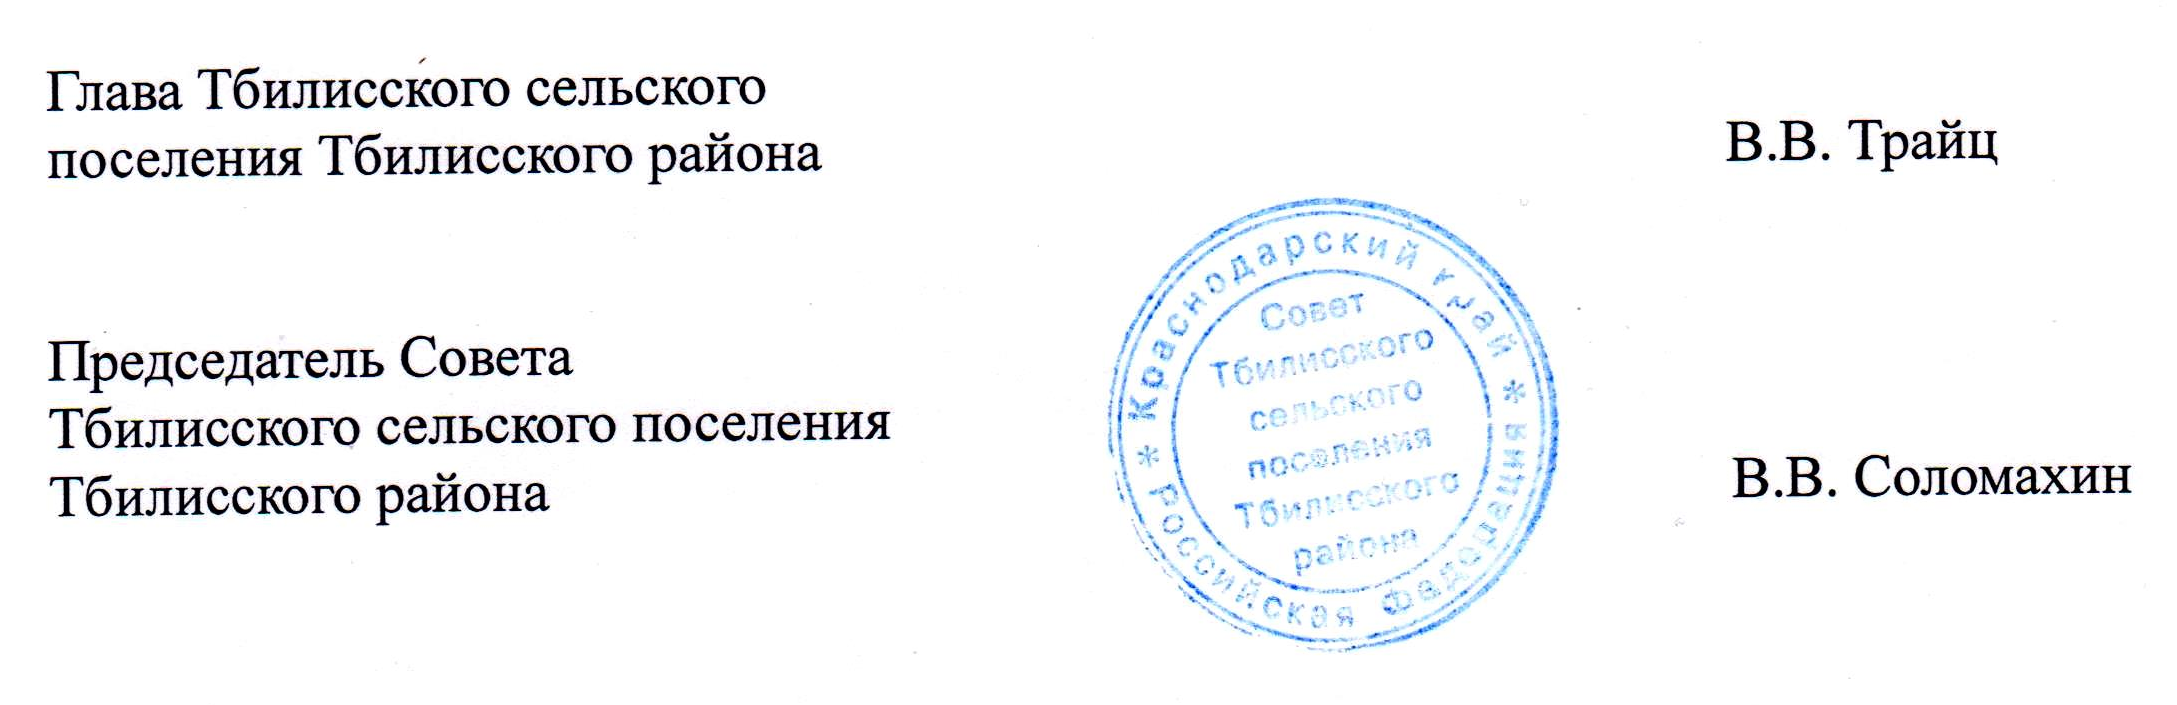 Глава Тбилисского сельского
поселения Тбилисского района
В.В. Трайц
Председатель Совета
Тбилисского сельского поселения
Тбилисского района
В.В. Соломахин
* Краснодарский край * Российская Федерация
Совет
Тбилисского
сельского
поселения
Тбилисского
района